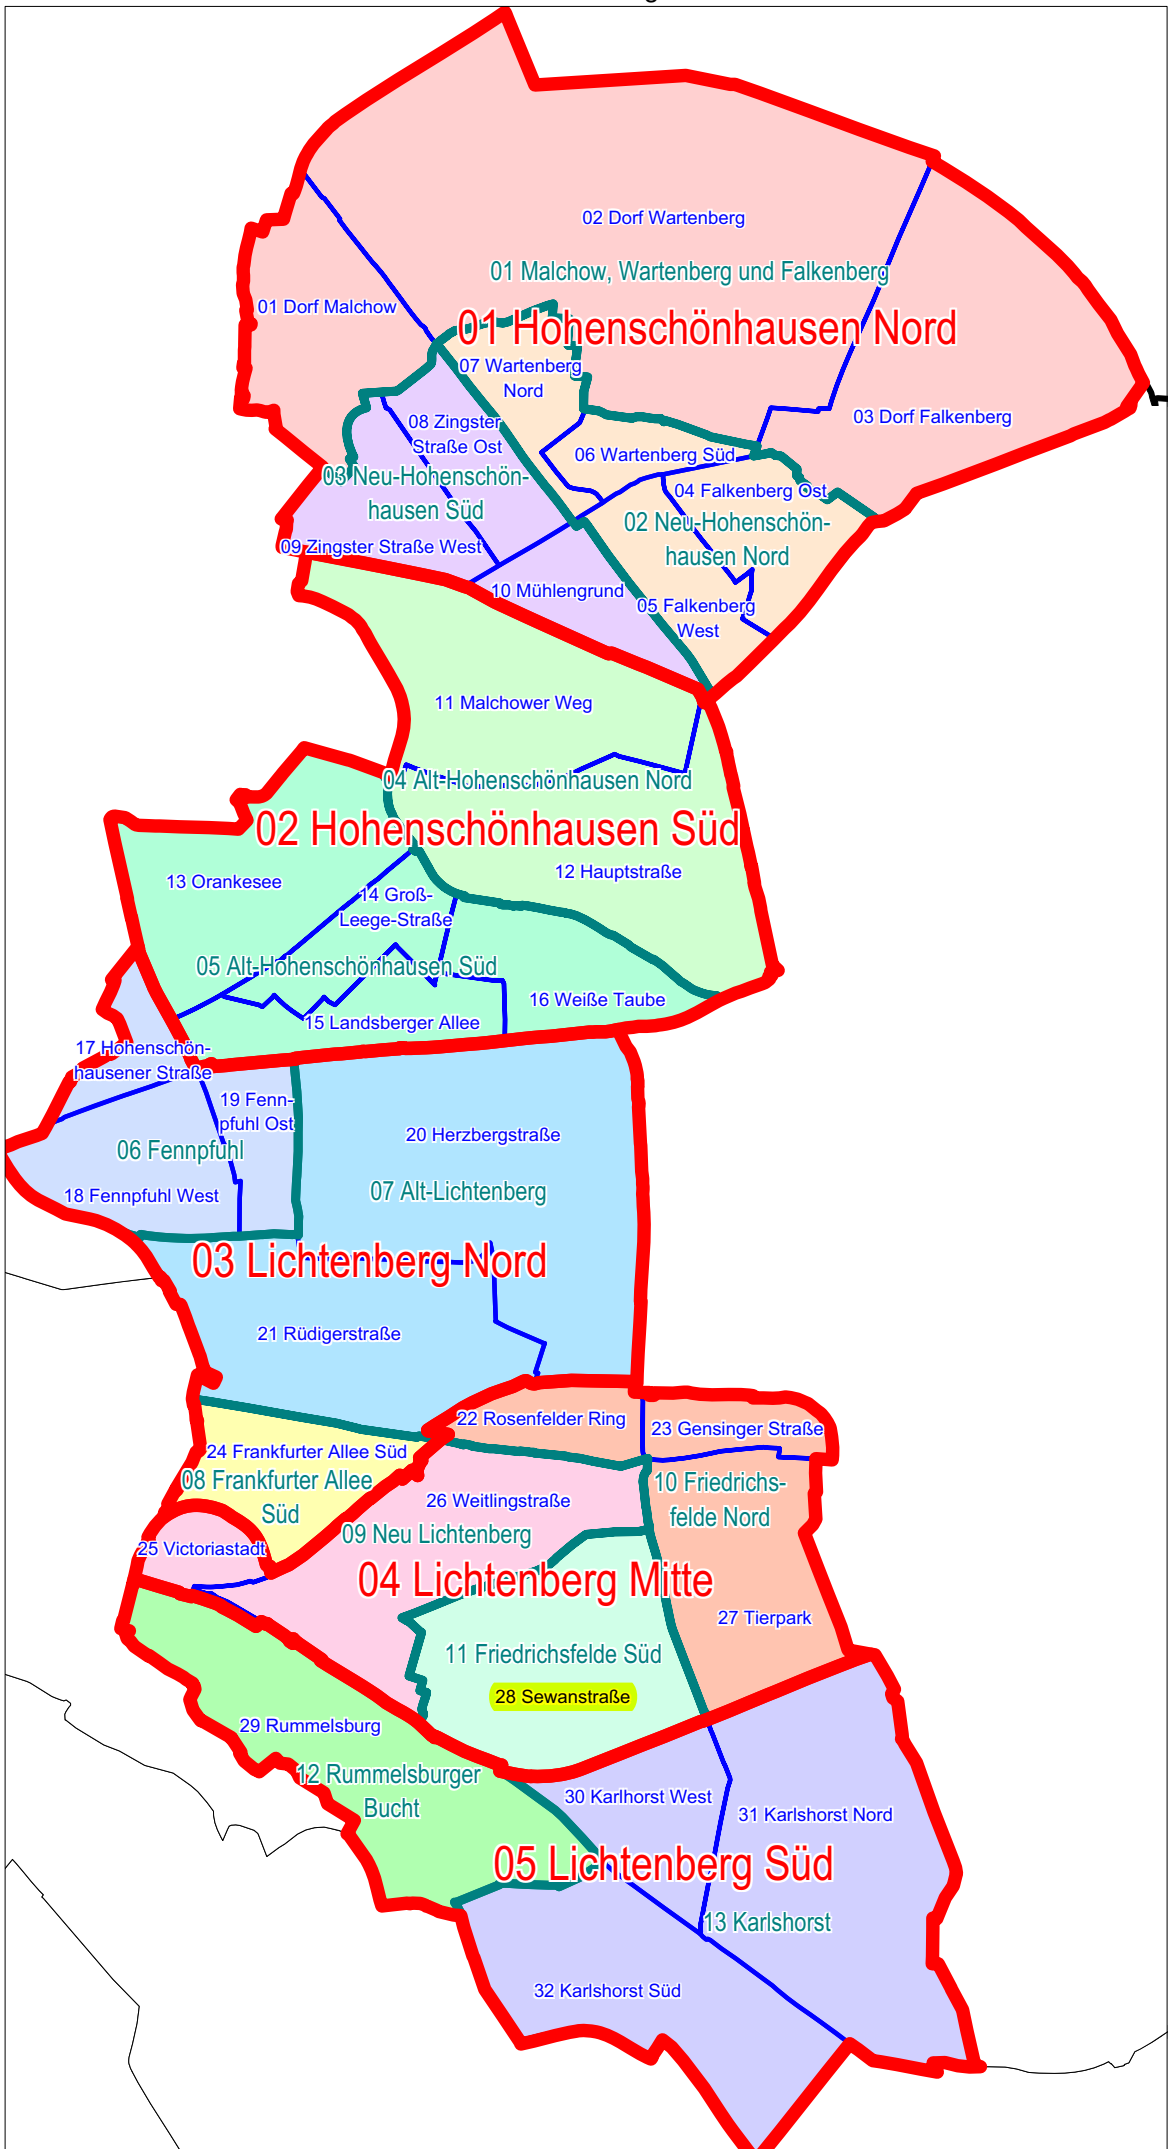 02 Dorf Wartenberg
01 Malchow, Wartenberg und Falkenberg
01 Dorf Malchow
01 Hohenschönhausen Nord
07 Wartenberg
Nord
03 Dorf Falkenberg
08 Zingster
Straße Ost
06 Wartenberg Süd
03 Neu-Hohenschön-
hausen Süd
04 Falkenberg Ost
02 Neu-Hohenschön-
hausen Nord
09 Zingster Straße West
10 Mühlengrund
05 Falkenberg
West
11 Malchower Weg
04 Alt-Hohenschönhausen Nord
02 Hohenschönhausen Süd
12 Hauptstraße
13 Orankesee
14 Groß-
Leege-Straße
05 Alt-Hohenschönhausen Süd
16 Weiße Taube
15 Landsberger Allee
17 Hohenschön-
hausener Straße
19 Fenn-
pfuhl Ost
20 Herzbergstraße
06 Fennpfuhl
18 Fennpfuhl West
07 Alt-Lichtenberg
03 Lichtenberg Nord
21 Rüdigerstraße
22 Rosenfelder Ring
23 Gensinger Straße
24 Frankfurter Allee Süd
08 Frankfurter Allee
Süd
10 Friedrichs-
felde Nord
26 Weitlingstraße
09 Neu Lichtenberg
25 Victoriastadt
04 Lichtenberg Mitte
27 Tierpark
11 Friedrichsfelde Süd
28 Sewanstraße
29 Rummelsburg
12 Rummelsburger
Bucht
30 Karlhorst West
31 Karlshorst Nord
05 Lichtenberg Süd
13 Karlshorst
32 Karlshorst Süd